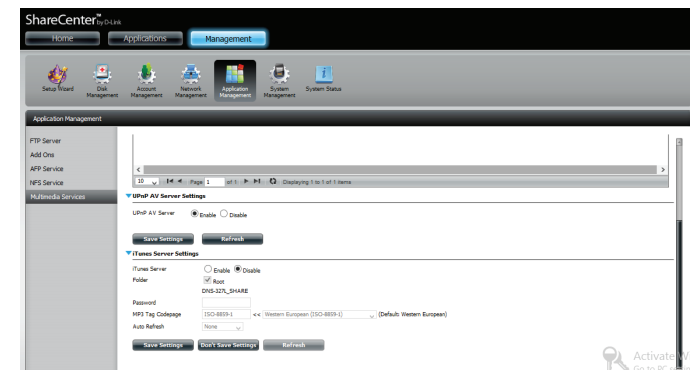 ShareCenter™ by D-Link
Home Applications Management
Setup Wizard
Disk Management
Account Management
Network Management
Application Management
System Management
System Status
Application Management
FTP Server
Add Ons
AFP Service
NFS Service
Multimedia Services
10 Page 1 of 1 Displaying 1 to 1 of 1 items
UPnP AV Server Settings
UPnP AV Server Enable Disable
Save Settings Refresh
iTunes Server Settings
iTunes Server Enable Disable
Folder Root
DNS-327L_SHARE
Password
MP3 Tag Codepage ISO-8859-1 << Western European (ISO-8859-1) (Default: Western European)
Auto Refresh None
Save Settings Don't Save Settings Refresh
Activate W
Go to PC